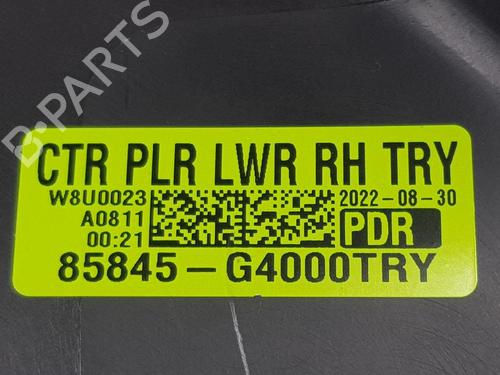 B-PARTS
CTR PLR LWR RH TRY
W8U0023
A0811
00:21
2022-08-30
PDR
85845-G4000TRY